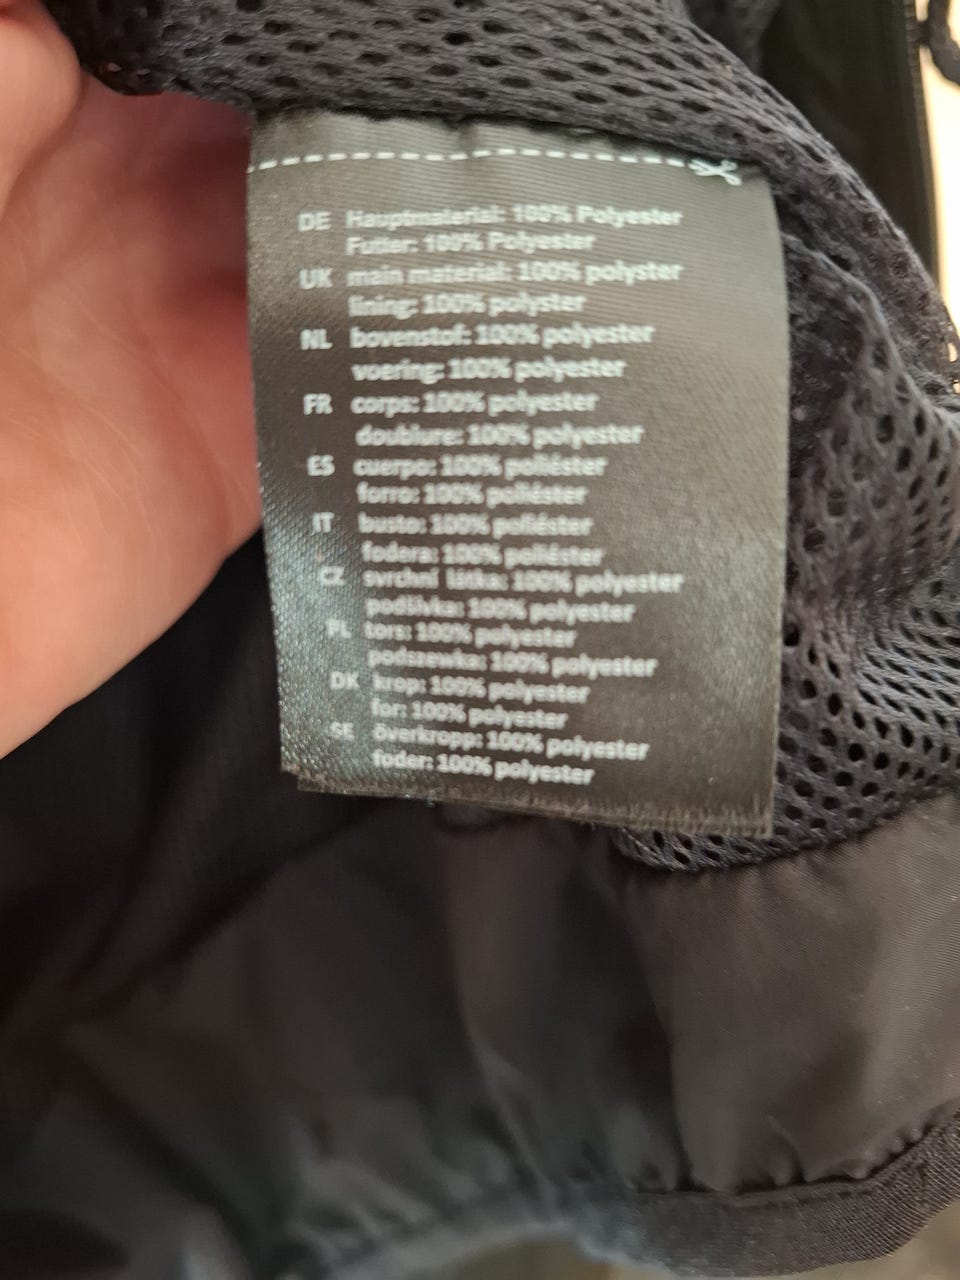 DE Hauptmaterial: 100% Polyester
Futter: 100% Polyester
UK main material: 100% polyster
lining: 100% polyster
NL bovenstof: 100% polyester
voering: 100% polyester
FR corps: 100% polyester
doublure: 100% polyester
ES cuerpo: 100% poliéster
forro: 100% poliéster
IT busto: 100% poliéster
fodera: 100% poliéster
CZ svrchní látka: 100% polyester
podšívka: 100% polyester
PL tors: 100% polyester
podszewka: 100% polyester
DK krop: 100% polyester
for: 100% polyester
SE överkropp: 100% polyester
foder: 100% polyester